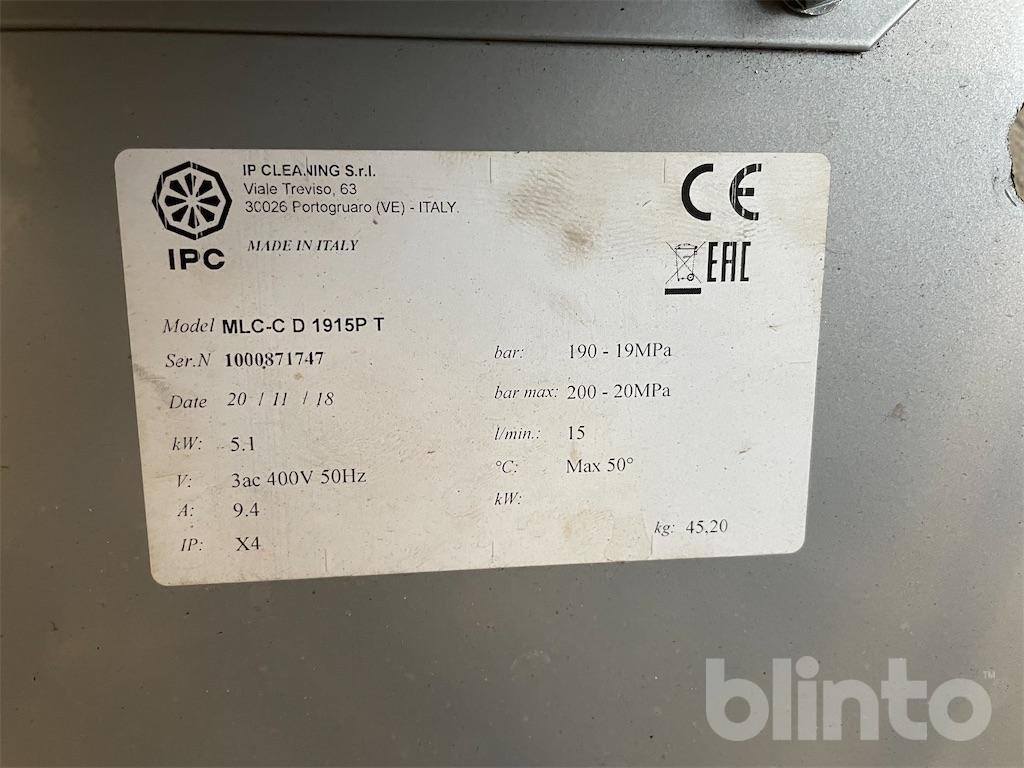 IP CLEANING S.r.l.
Viale Treviso, 63
30026 Portogruaro (VE) - ITALY.
IPC
MADE IN ITALY
CE
EAC
Model MLC-C D 1915P T
Ser.N 1000871747
Date 20 / 11 / 18
kW: 5.1
V: 3ac 400V 50Hz
A: 9.4
IP: X4
bar: 190 - 19MPa
bar max: 200 - 20MPa
l/min.: 15
°C: Max 50°
kW:
kg: 45,20
blinto™